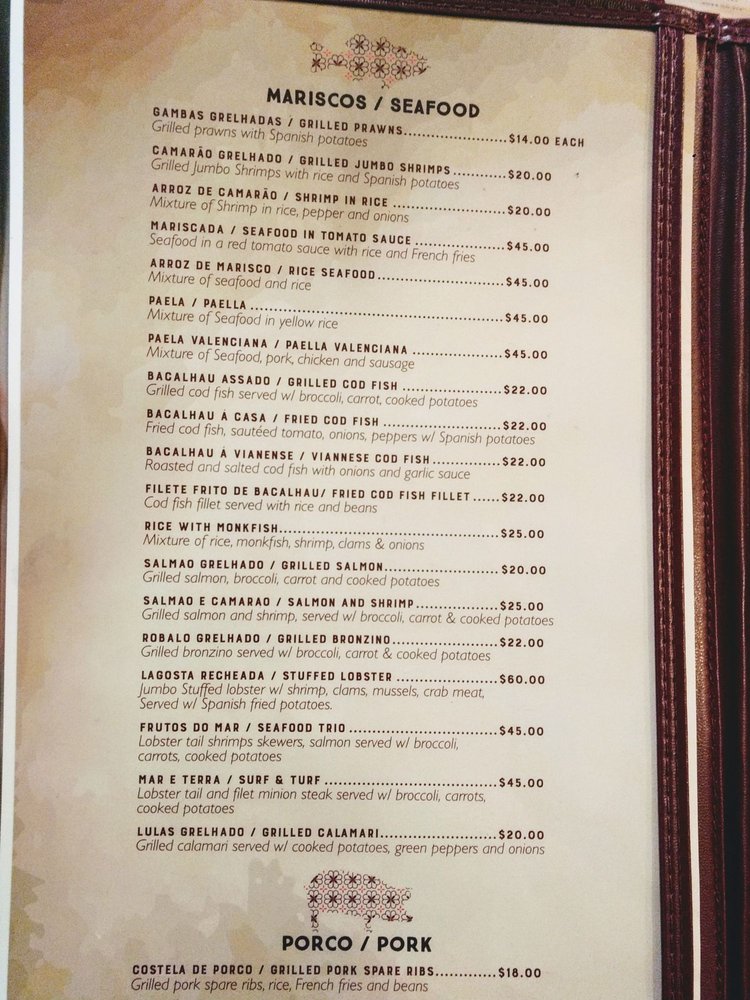 MARISCOS / SEAFOOD
GAMBAS GRELHADAS / GRILLED PRAWNS.......................$14.00 EACH
Grilled prawns with Spanish potatoes
CAMARÃO GRELHADO / GRILLED JUMBO SHRIMPS...........$20.00
Grilled Jumbo Shrimps with rice and Spanish potatoes
ARROZ DE CAMARÃO / SHRIMP IN RICE ..........................$20.00
Mixture of Shrimp in rice, pepper and onions
MARISCADA / SEAFOOD IN TOMATO SAUCE ....................$45.00
Seafood in a red tomato sauce with rice and French fries
ARROZ DE MARISCO / RICE SEAFOOD............................$45.00
Mixture of seafood and rice
PAELA / PAELLA .......................................................$45.00
Mixture of Seafood in yellow rice
PAELA VALENCIANA / PAELLA VALENCIANA ...................$45.00
Mixture of Seafood, pork, chicken and sausage
BACALHAU ASSADO / GRILLED COD FISH ......................$22.00
Grilled cod fish served w/ broccoli, carrot, cooked potatoes
BACALHAU À CASA / FRIED COD FISH ..........................$22.00
Fried cod fish, sautéed tomato, onions, peppers w/ Spanish potatoes
BACALHAU Á VIANENSE / VIANNESE COD FISH...............$22.00
Roasted and salted cod fish with onions and garlic sauce
FILETE FRITO DE BACALHAU/ FRIED COD FISH FILLET......$22.00
Cod fish fillet served with rice and beans
RICE WITH MONKFISH................................................$25.00
Mixture of rice, monkfish, shrimp, clams & onions
SALMAO GRELHADO / GRILLED SALMON.........................$20.00
Grilled salmon, broccoli, carrot and cooked potatoes
SALMAO E CAMARAO / SALMON AND SHRIMP..................$25.00
Grilled salmon and shrimp, served w/ broccoli, carrot & cooked potatoes
ROBALO GRELHADO / GRILLED BRONZINO.......................$22.00
Grilled bronzino served w/ broccoli, carrot & cooked potatoes
LAGOSTA RECHEADA / STUFFED LOBSTER ......................$60.00
Jumbo Stuffed lobster w/ shrimp, clams, mussels, crab meat,
Served w/ Spanish fried potatoes.
FRUTOS DO MAR / SEAFOOD TRIO ................................$45.00
Lobster tail shrimps skewers, salmon served w/ broccoli,
carrots, cooked potatoes
MAR E TERRA / SURF & TURF .....................................$45.00
Lobster tail and filet minion steak served w/ broccoli, carrots,
cooked potatoes
LULAS GRELHADO / GRILLED CALAMARI.........................$20.00
Grilled calamari served w/ cooked potatoes, green peppers and onions
PORCO / PORK
COSTELA DE PORCO / GRILLED PORK SPARE RIBS.............$18.00
Grilled pork spare ribs, rice, French fries and beans